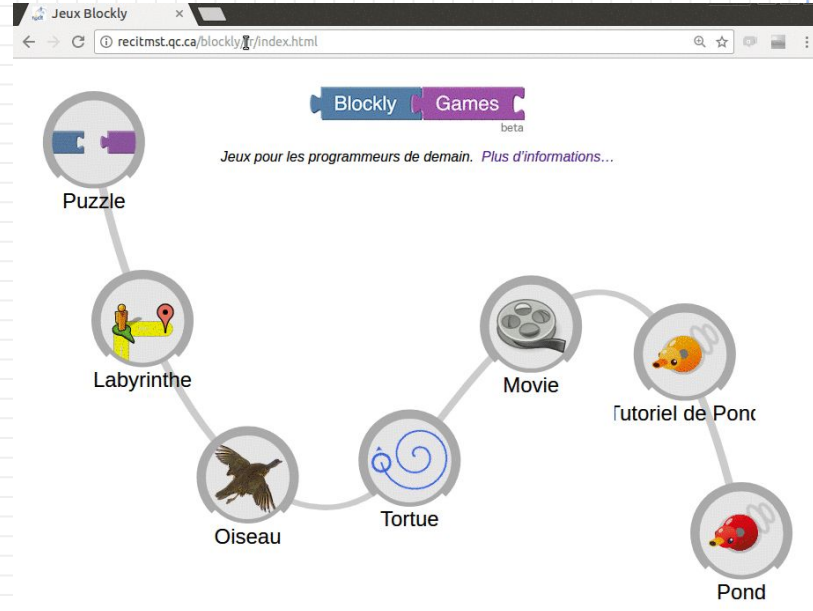 Jeux Blockly
recitmst.qc.ca/blockly/fr/index.html
Blockly Games
beta
Jeux pour les programmeurs de demain. Plus d'informations…
Puzzle
Labyrinthe
Oiseau
Tortue
Movie
Tutoriel de Pond
Pond